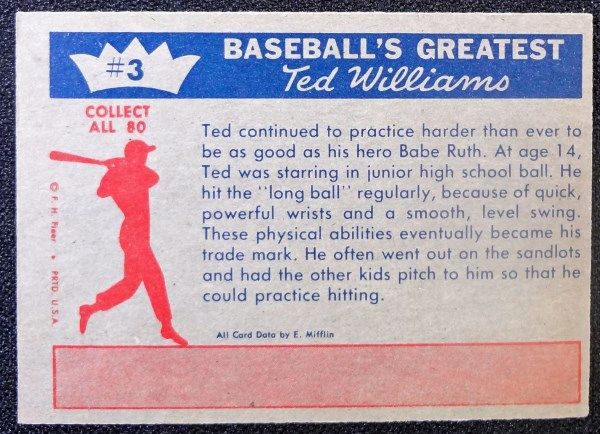 #3
BASEBALL'S GREATEST
Ted Williams
COLLECT
ALL 80
Ted continued to practice harder than ever to
be as good as his hero Babe Ruth. At age 14,
Ted was starring in junior high school ball. He
hit the "long ball" regularly, because of quick,
powerful wrists and a smooth, level swing.
These physical abilities eventually became his
trade mark. He often went out on the sandlots
and had the other kids pitch to him so that he
could practice hitting.
All Card Data by E. Mifflin
© F. H. Fleer • PRTD. U.S.A.